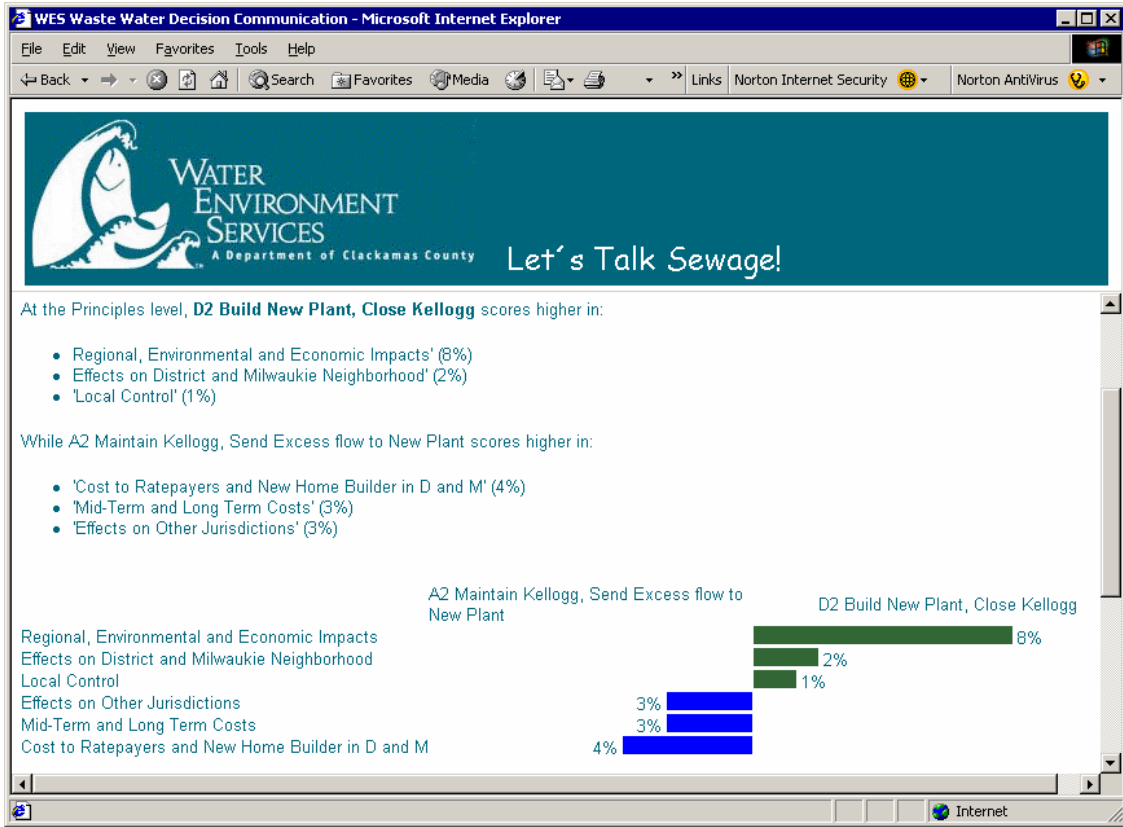 WES Waste Water Decision Communication - Microsoft Internet Explorer
File Edit View Favorites Tools Help
Back Search Favorites Media » Links Norton Internet Security Norton AntiVirus
WATER
ENVIRONMENT
SERVICES
A Department of Clackamas County
Let´s Talk Sewage!
At the Principles level, D2 Build New Plant, Close Kellogg scores higher in:
• Regional, Environmental and Economic Impacts' (8%)
• Effects on District and Milwaukie Neighborhood' (2%)
• 'Local Control' (1%)
While A2 Maintain Kellogg, Send Excess flow to New Plant scores higher in:
• 'Cost to Ratepayers and New Home Builder in D and M' (4%)
• 'Mid-Term and Long Term Costs' (3%)
• 'Effects on Other Jurisdictions' (3%)
A2 Maintain Kellogg, Send Excess flow to
New Plant
D2 Build New Plant, Close Kellogg
Regional, Environmental and Economic Impacts 8%
Effects on District and Milwaukie Neighborhood 2%
Local Control 1%
Effects on Other Jurisdictions 3%
Mid-Term and Long Term Costs 3%
Cost to Ratepayers and New Home Builder in D and M 4%
Internet